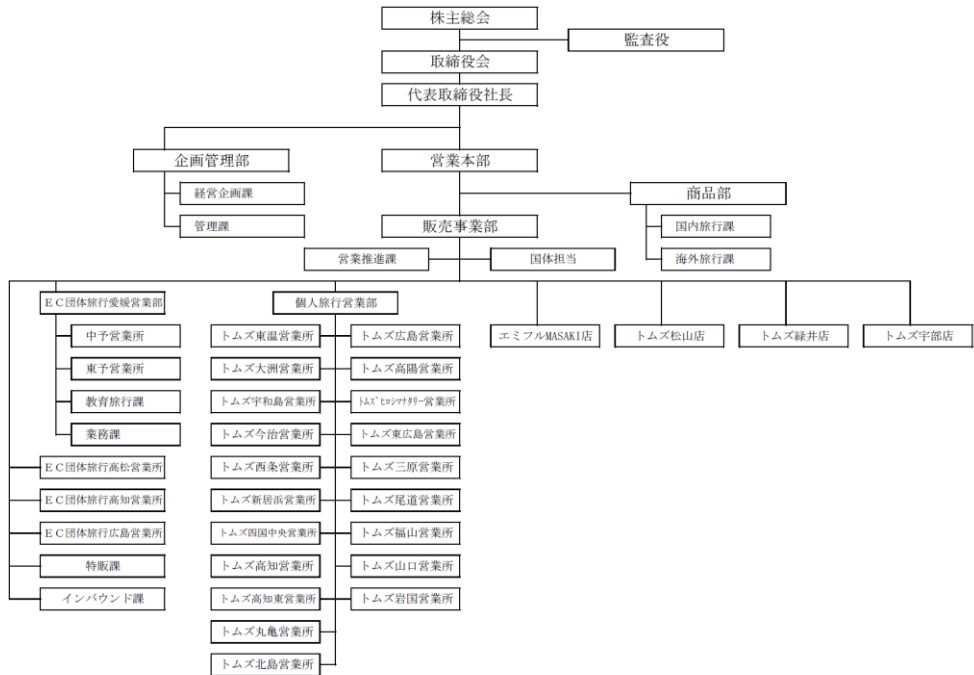 株主総会
監査役
取締役会
代表取締役社長
企画管理部
営業本部
経営企画課
商品部
管理課
販売事業部
国内旅行課
営業推進課
国体担当
海外旅行課
ＥＣ団体旅行愛媛営業部
個人旅行営業部
中予営業所
トムズ東温営業所
トムズ広島営業所
エミフルMASAKI店
トムズ松山店
トムズ緑井店
トムズ宇部店
東予営業所
トムズ大洲営業所
トムズ高陽営業所
教育旅行課
トムズ宇和島営業所
ﾄﾑｽﾞﾋﾛｼﾏﾅﾀﾘｰ営業所
業務課
トムズ今治営業所
トムズ東広島営業所
ＥＣ団体旅行高松営業所
トムズ西条営業所
トムズ三原営業所
ＥＣ団体旅行高知営業所
トムズ新居浜営業所
トムズ尾道営業所
ＥＣ団体旅行広島営業所
トムズ四国中央営業所
トムズ福山営業所
特販課
トムズ高知営業所
トムズ山口営業所
インバウンド課
トムズ高知東営業所
トムズ岩国営業所
トムズ丸亀営業所
トムズ北島営業所